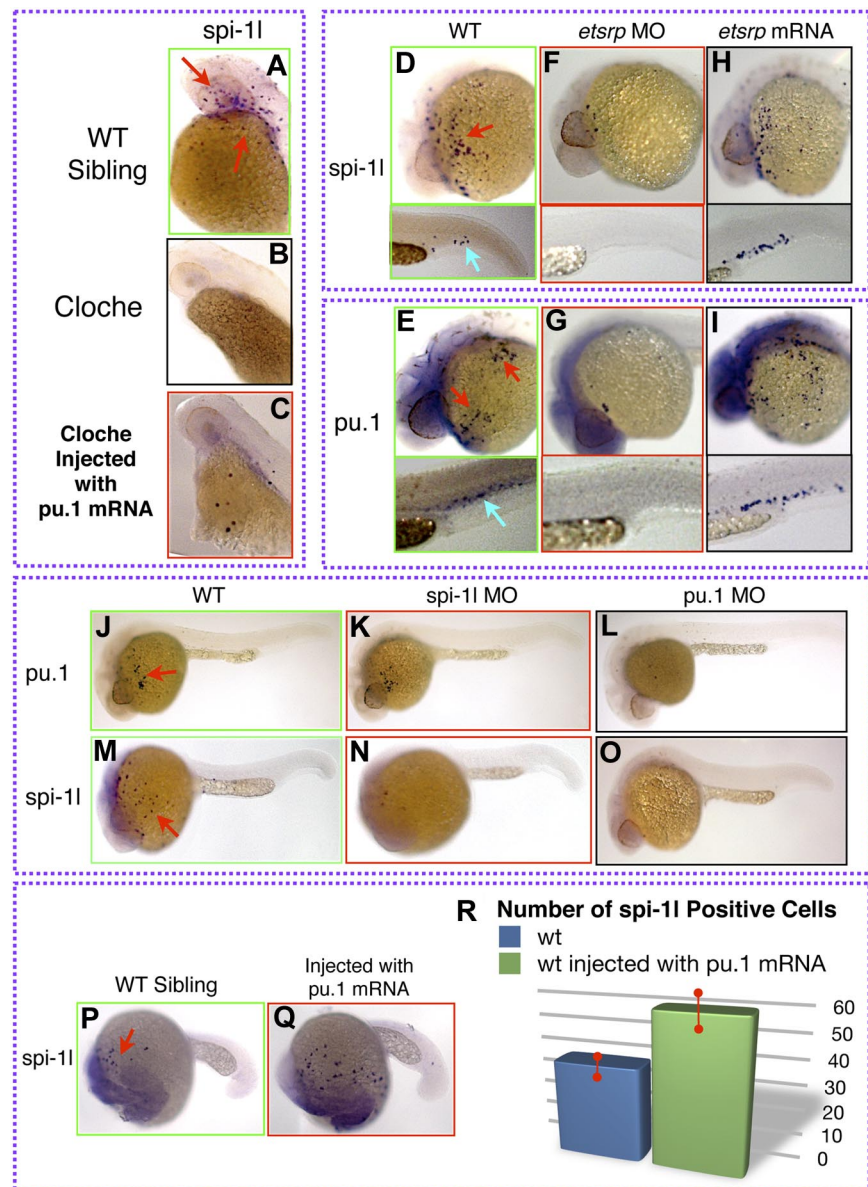 spi-1l
A
WT
Sibling
B
Cloche
C
Cloche
Injected
with
pu.1 mRNA
WT
etsrp MO
etsrp mRNA
D
F
H
spi-1l
E
G
I
pu.1
WT
spi-1l MO
pu.1 MO
J
K
L
pu.1
M
N
O
spi-1l
WT Sibling
Injected with
pu.1 mRNA
P
Q
spi-1l
R Number of spi-1l Positive Cells
wt
wt injected with pu.1 mRNA
60
50
40
30
20
10
0